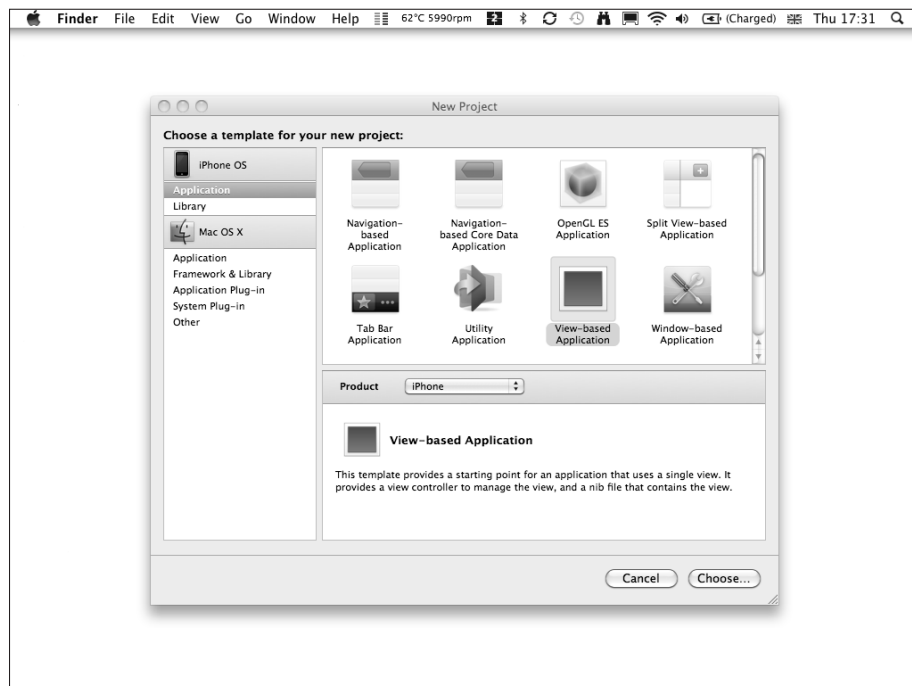 Finder File Edit View Go Window Help 62°C 5990rpm 2 (Charged) Thu 17:31
New Project
Choose a template for your new project:
iPhone OS
Application
Library
Mac OS X
Application
Framework & Library
Application Plug-in
System Plug-in
Other
Navigation-
based
Application
Navigation-
based Core Data
Application
OpenGL ES
Application
Split View-based
Application
Tab Bar
Application
Utility
Application
View-based
Application
Window-based
Application
Product iPhone
View-based Application
This template provides a starting point for an application that uses a single view. It
provides a view controller to manage the view, and a nib file that contains the view.
Cancel Choose...